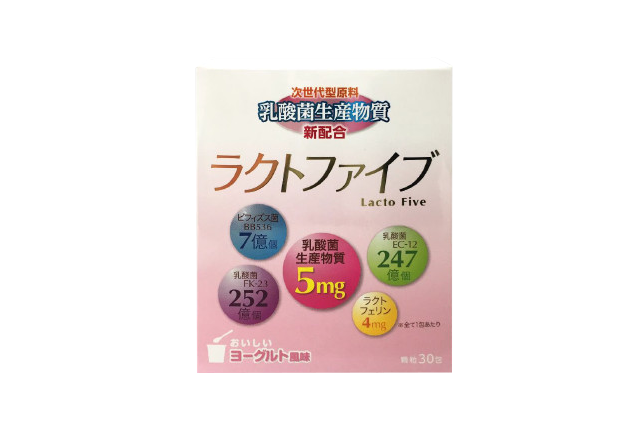 次世代型原料
乳酸菌生産物質
新配合
ラクトファイブ
Lacto Five
ビフィズス菌
BB536
7億個
乳酸菌
生産物質
5mg
乳酸菌
EC-12
247
億個
乳酸菌
FK-23
252
億個
ラクト
フェリン
4mg
※全て1包あたり
おいしい
ヨーグルト風味
顆粒30包